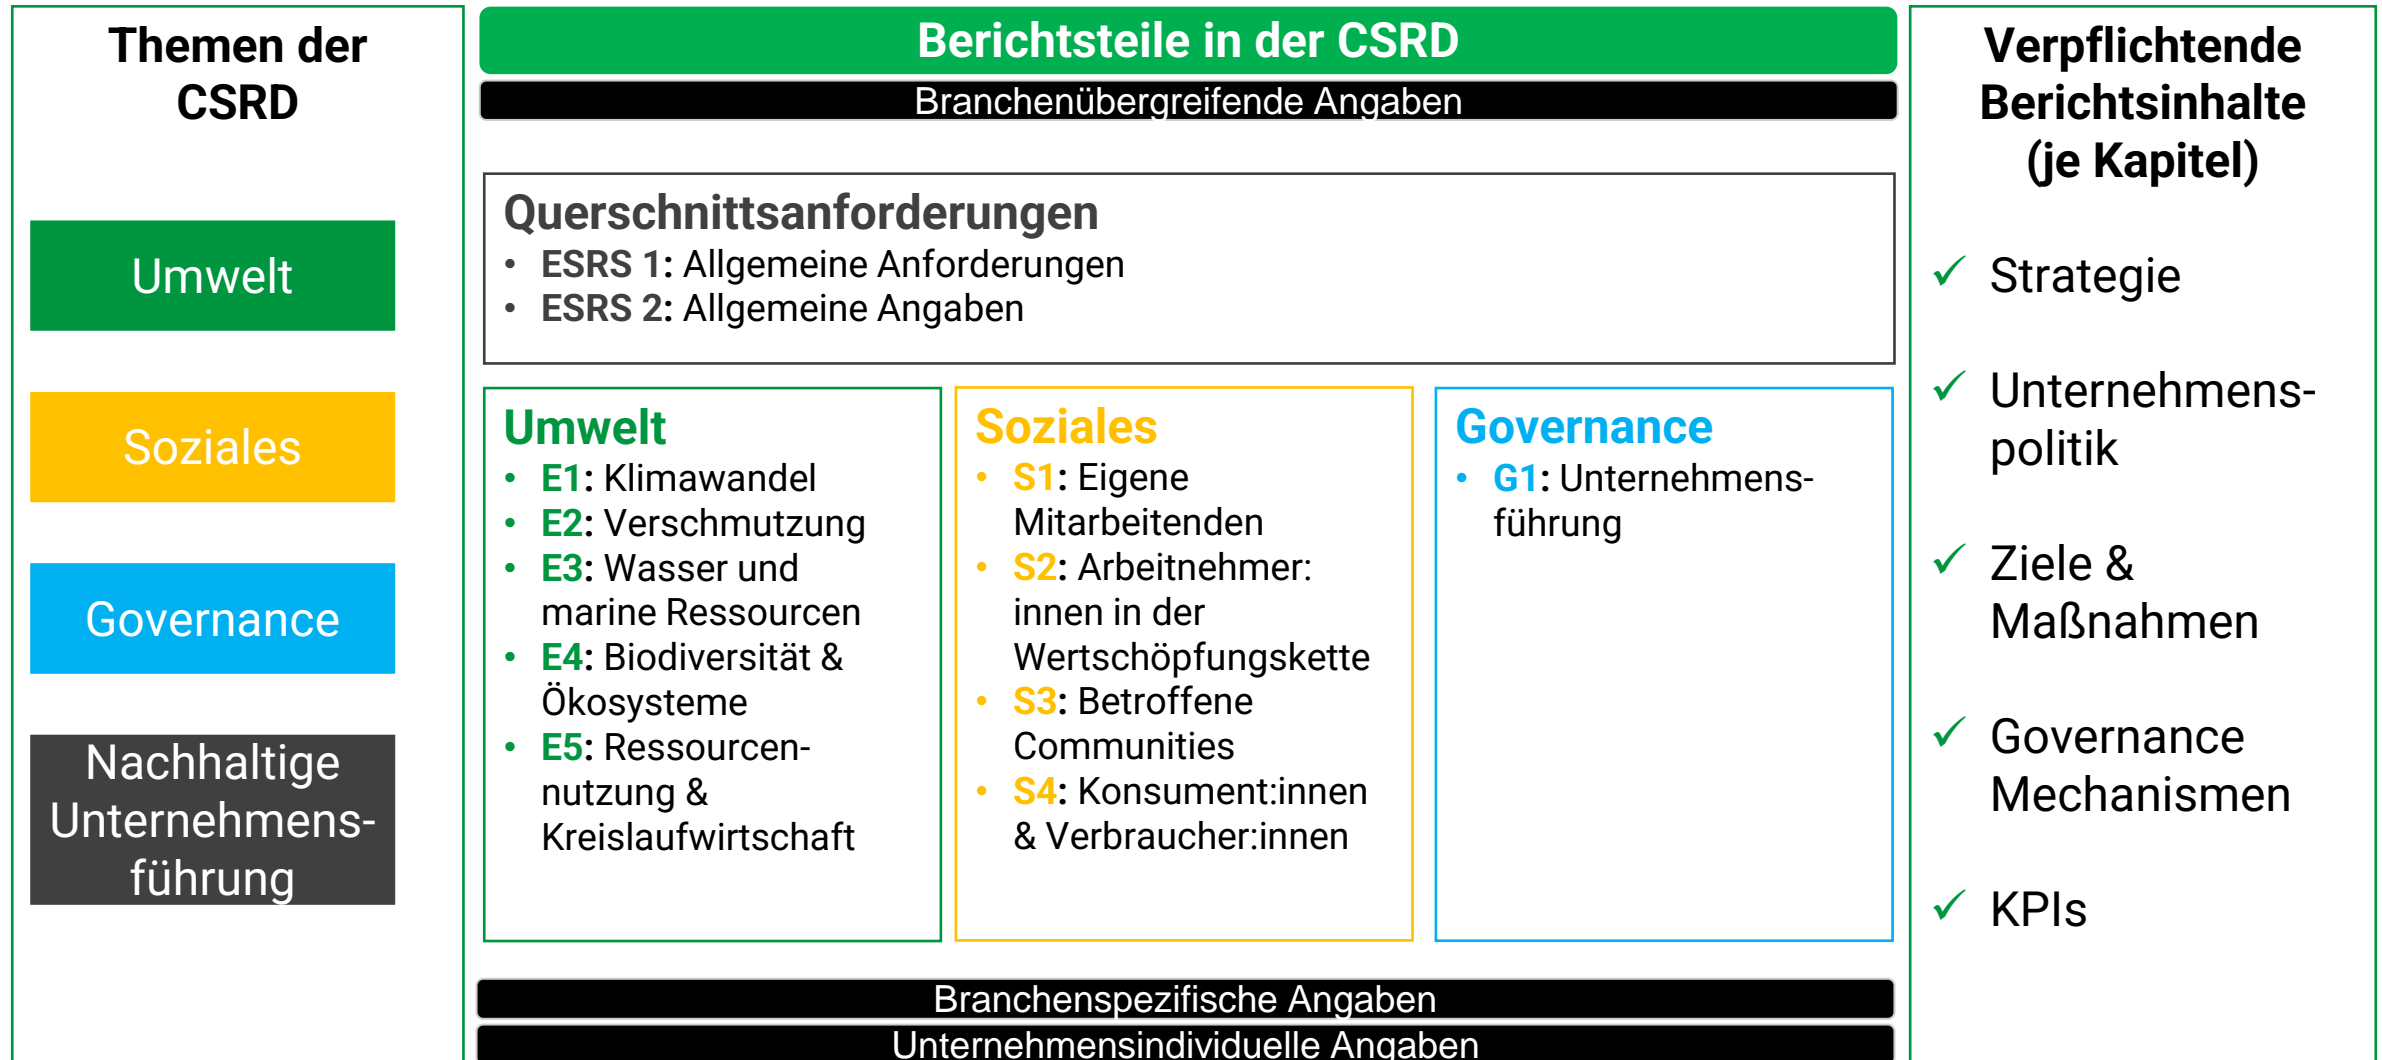 Themen der
CSRD
Umwelt
Soziales
Governance
Nachhaltige
Unternehmens-
führung
Berichtsteile in der CSRD
Branchenübergreifende Angaben
Querschnittsanforderungen
• ESRS 1: Allgemeine Anforderungen
• ESRS 2: Allgemeine Angaben
Umwelt
• E1: Klimawandel
• E2: Verschmutzung
• E3: Wasser und
marine Ressourcen
• E4: Biodiversität &
Ökosysteme
• E5: Ressourcen-
nutzung &
Kreislaufwirtschaft
Soziales
• S1: Eigene
Mitarbeitenden
• S2: Arbeitnehmer:
innen in der
Wertschöpfungskette
• S3: Betroffene
Communities
• S4: Konsument:innen
& Verbraucher:innen
Governance
• G1: Unternehmens-
führung
Branchenspezifische Angaben
Unternehmensindividuelle Angaben
Verpflichtende
Berichtsinhalte
(je Kapitel)
✓ Strategie
✓ Unternehmens-
politik
✓ Ziele &
Maßnahmen
✓ Governance
Mechanismen
✓ KPIs